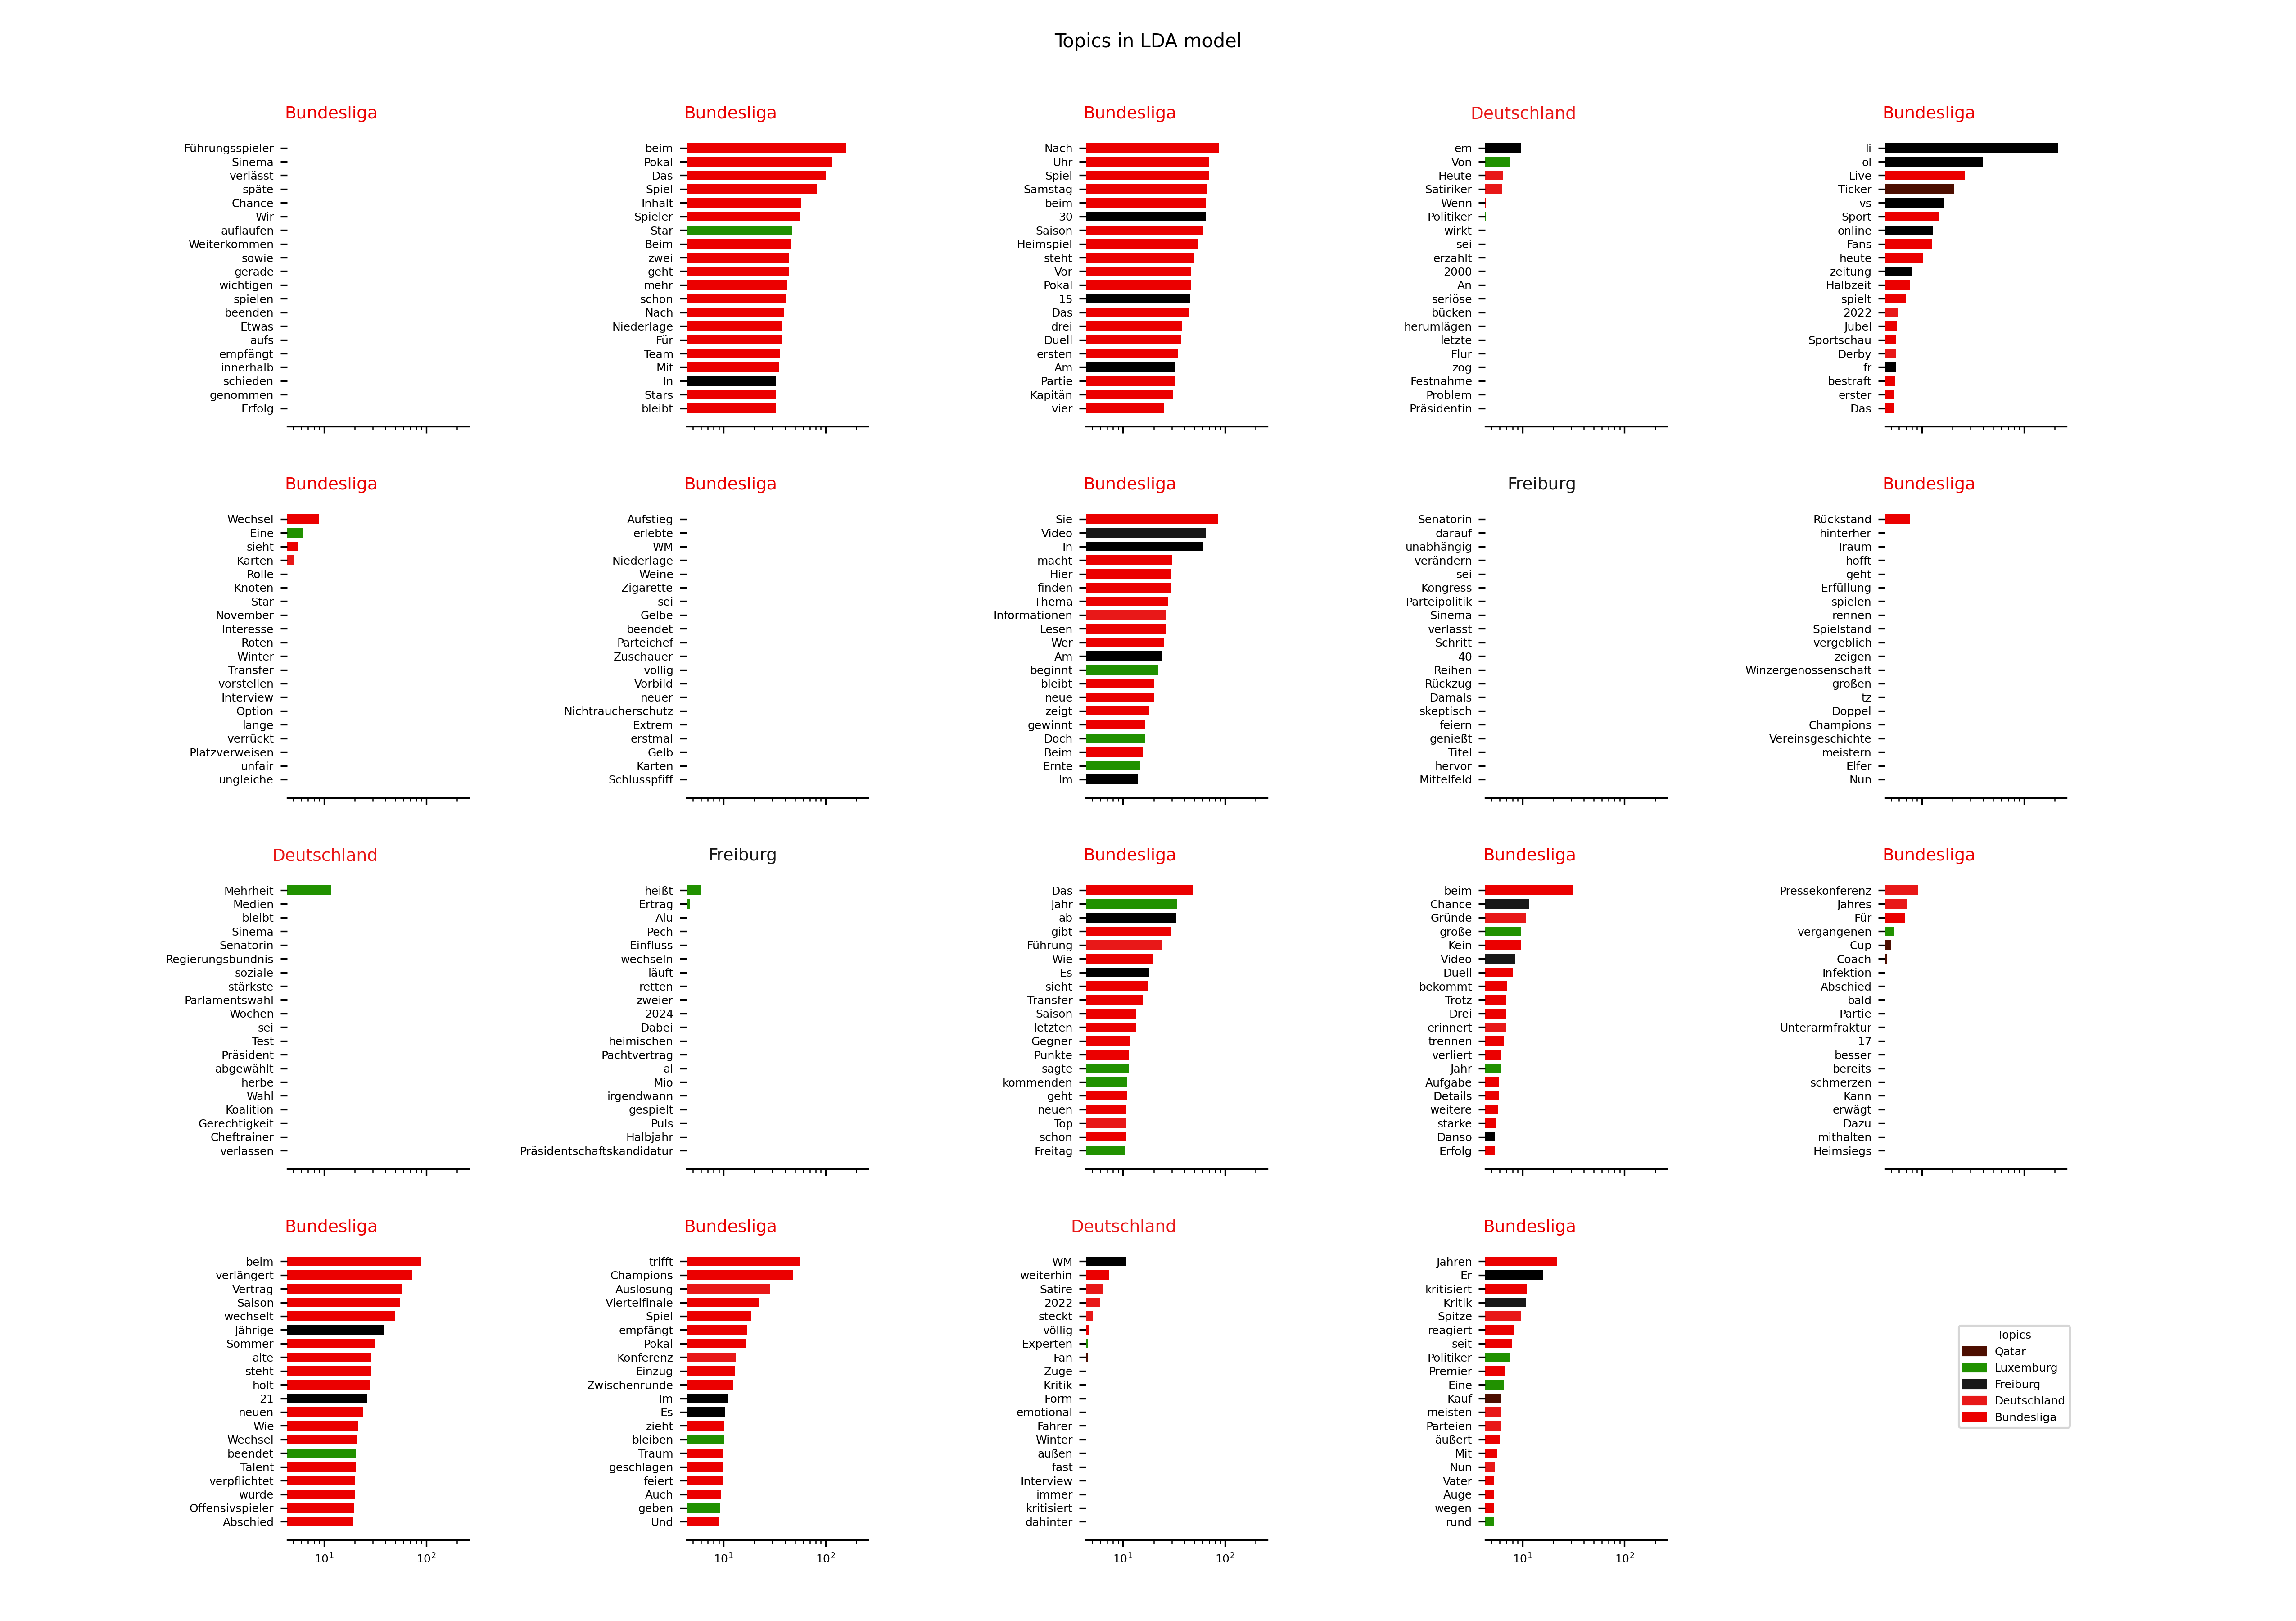 Topics in LDA model
Bundesliga
Führungsspieler
Sinema
verlässt
späte
Chance
Wir
auflaufen
Weiterkommen
sowie
gerade
wichtigen
spielen
beenden
Etwas
aufs
empfängt
innerhalb
schieden
genommen
Erfolg
Bundesliga
beim
Pokal
Das
Spiel
Inhalt
Spieler
Star
Beim
zwei
geht
mehr
schon
Nach
Niederlage
Für
Team
Mit
In
Stars
bleibt
Bundesliga
Nach
Uhr
Spiel
Samstag
beim
30
Saison
Heimspiel
steht
Vor
Pokal
15
Das
drei
Duell
ersten
Am
Partie
Kapitän
vier
Deutschland
em
Von
Heute
Satiriker
Wenn
Politiker
wirkt
sei
erzählt
2000
An
seriöse
bücken
herumlägen
letzte
Flur
zog
Festnahme
Problem
Präsidentin
Bundesliga
li
ol
Live
Ticker
vs
Sport
online
Fans
heute
zeitung
Halbzeit
spielt
2022
Jubel
Sportschau
Derby
fr
bestraft
erster
Das
Bundesliga
Wechsel
Eine
sieht
Karten
Rolle
Knoten
Star
November
Interesse
Roten
Winter
Transfer
vorstellen
Interview
Option
lange
verrückt
Platzverweisen
unfair
ungleiche
Bundesliga
Aufstieg
erlebte
WM
Niederlage
Weine
Zigarette
sei
Gelbe
beendet
Parteichef
Zuschauer
völlig
Vorbild
neuer
Nichtraucherschutz
Extrem
erstmal
Gelb
Karten
Schlusspfiff
Bundesliga
Sie
Video
In
macht
Hier
finden
Thema
Informationen
Lesen
Wer
Am
beginnt
bleibt
neue
zeigt
gewinnt
Doch
Beim
Ernte
Im
Freiburg
Senatorin
darauf
unabhängig
verändern
sei
Kongress
Parteipolitik
Sinema
verlässt
Schritt
40
Reihen
Rückzug
Damals
skeptisch
feiern
genießt
Titel
hervor
Mittelfeld
Bundesliga
Rückstand
hinterher
Traum
hofft
geht
Erfüllung
spielen
rennen
Spielstand
vergeblich
zeigen
Winzergenossenschaft
großen
tz
Doppel
Champions
Vereinsgeschichte
meistern
Elfer
Nun
Deutschland
Mehrheit
Medien
bleibt
Sinema
Senatorin
Regierungsbündnis
soziale
stärkste
Parlamentswahl
Wochen
sei
Test
Präsident
abgewählt
herbe
Wahl
Koalition
Gerechtigkeit
Cheftrainer
verlassen
Freiburg
heißt
Ertrag
Alu
Pech
Einfluss
wechseln
läuft
retten
zweier
2024
Dabei
heimischen
Pachtvertrag
al
Mio
irgendwann
gespielt
Puls
Halbjahr
Präsidentschaftskandidatur
Bundesliga
Das
Jahr
ab
gibt
Führung
Wie
Es
sieht
Transfer
Saison
letzten
Gegner
Punkte
sagte
kommenden
geht
neuen
Top
schon
Freitag
Bundesliga
beim
Chance
Gründe
große
Kein
Video
Duell
bekommt
Trotz
Drei
erinnert
trennen
verliert
Jahr
Aufgabe
Details
weitere
starke
Danso
Erfolg
Bundesliga
Pressekonferenz
Jahres
Für
vergangenen
Cup
Coach
Infektion
Abschied
bald
Partie
Unterarmfraktur
17
besser
bereits
schmerzen
Kann
erwägt
Dazu
mithalten
Heimsiegs
Bundesliga
beim
verlängert
Vertrag
Saison
wechselt
Jährige
Sommer
alte
steht
holt
21
neuen
Wie
Wechsel
beendet
Talent
verpflichtet
wurde
Offensivspieler
Abschied
10¹ 10²
Bundesliga
trifft
Champions
Auslosung
Viertelfinale
Spiel
empfängt
Pokal
Konferenz
Einzug
Zwischenrunde
Im
Es
zieht
bleiben
Traum
geschlagen
feiert
Auch
geben
Und
10¹ 10²
Deutschland
WM
weiterhin
Satire
2022
steckt
völlig
Experten
Fan
Zuge
Kritik
Form
emotional
Fahrer
Winter
außen
fast
Interview
immer
kritisiert
dahinter
10¹ 10²
Bundesliga
Jahren
Er
kritisiert
Kritik
Spitze
reagiert
seit
Politiker
Premier
Eine
Kauf
meisten
Parteien
äußert
Mit
Nun
Vater
Auge
wegen
rund
10¹ 10²
Topics
Qatar
Luxemburg
Freiburg
Deutschland
Bundesliga